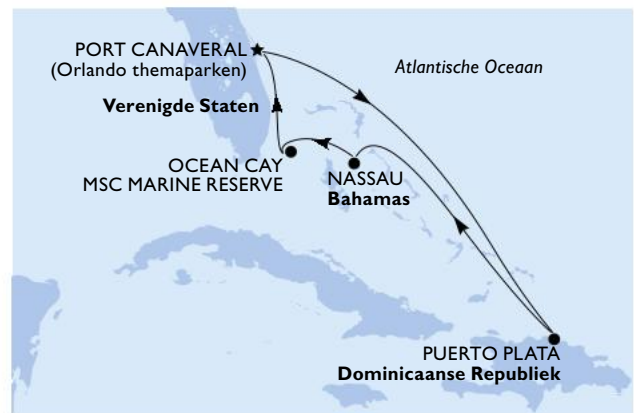 PORT CANAVERAL
(Orlando themaparken)
Atlantische Oceaan
Verenigde Staten
OCEAN CAY
MSC MARINE RESERVE
NASSAU
Bahamas
PUERTO PLATA
Dominicaanse Republiek